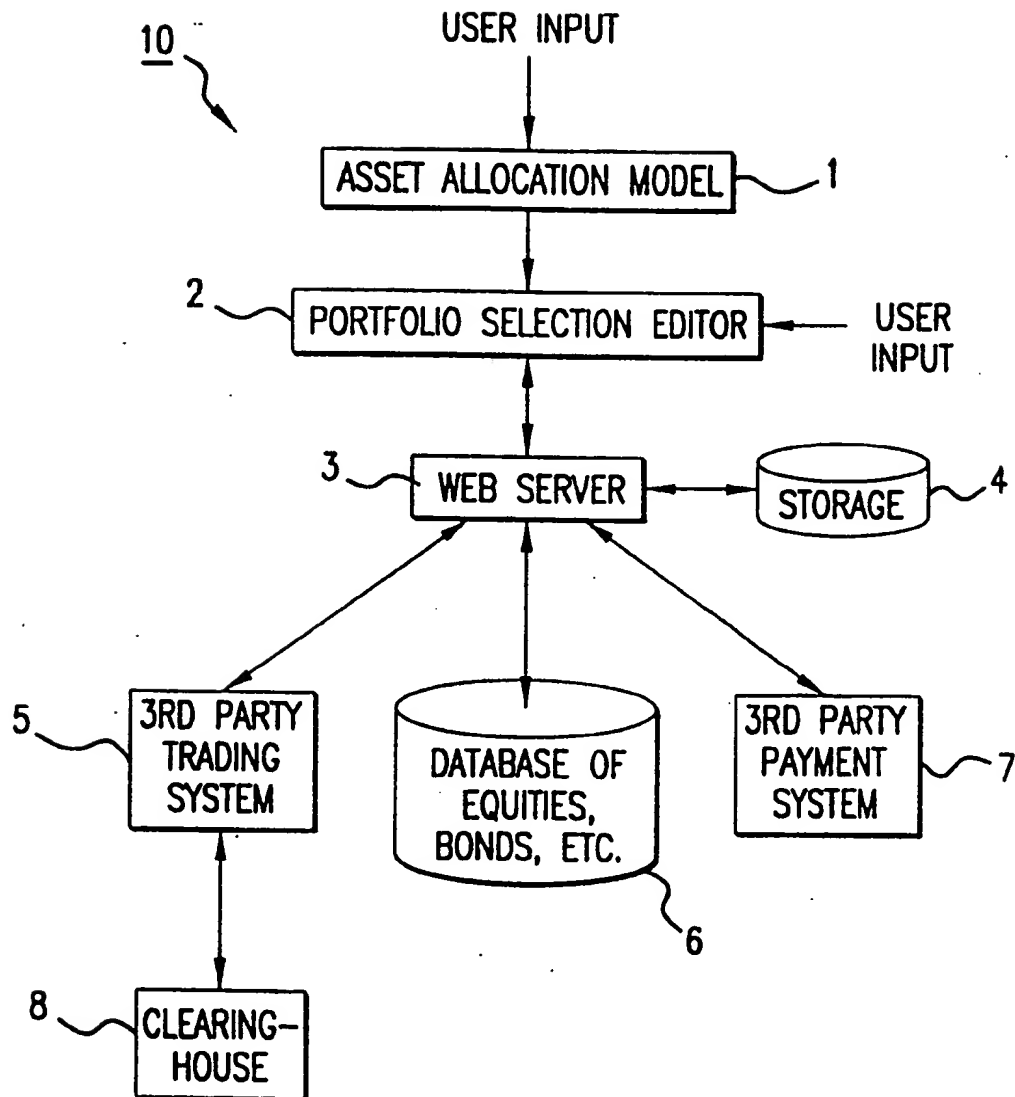 10
USER INPUT
ASSET ALLOCATION MODEL
1
2
PORTFOLIO SELECTION EDITOR
USER
INPUT
3
WEB SERVER
STORAGE
4
5
3RD PARTY
TRADING
SYSTEM
DATABASE OF
EQUITIES,
BONDS, ETC.
6
3RD PARTY
PAYMENT
SYSTEM
7
8
CLEARING-
HOUSE